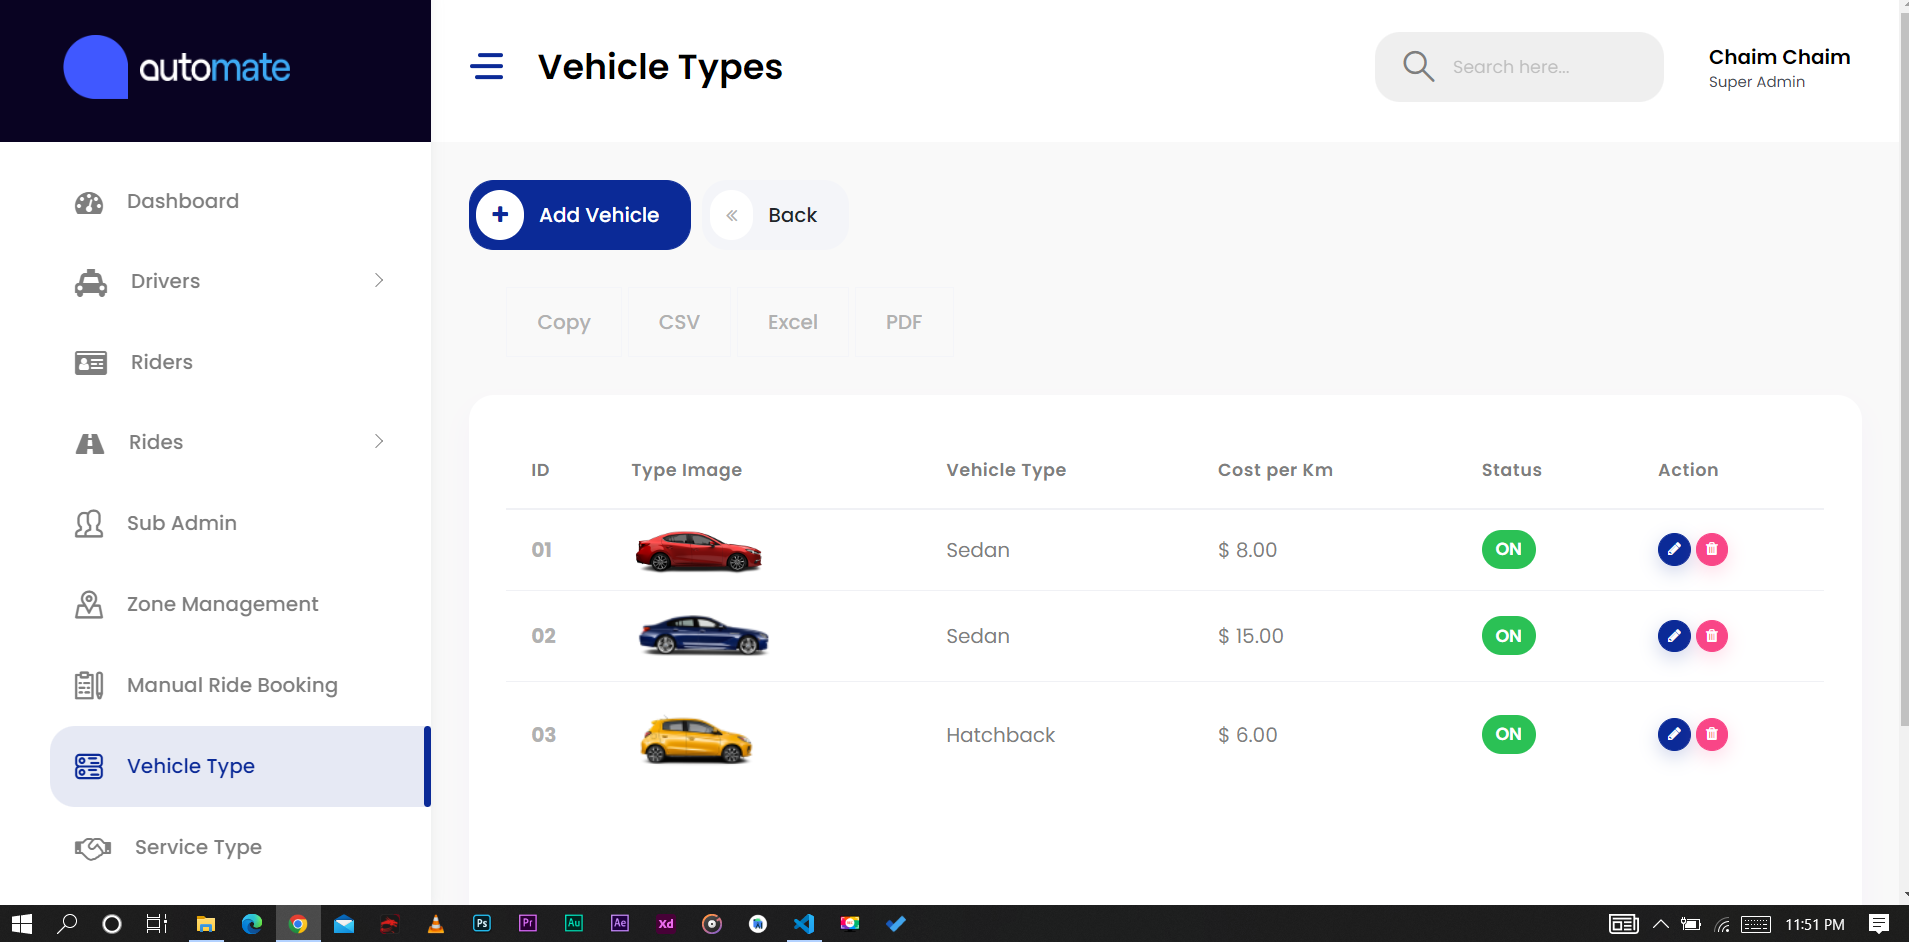 automate
Vehicle Types
Search here...
Chaim Chaim
Super Admin
Dashboard
Drivers
Riders
Rides
Sub Admin
Zone Management
Manual Ride Booking
Vehicle Type
Service Type
+ Add Vehicle
« Back
Copy CSV Excel PDF
ID Type Image Vehicle Type Cost per Km Status Action
01 Sedan $ 8.00 ON
02 Sedan $ 15.00 ON
03 Hatchback $ 6.00 ON
Ps Pr Au Ae Xd 11:51 PM